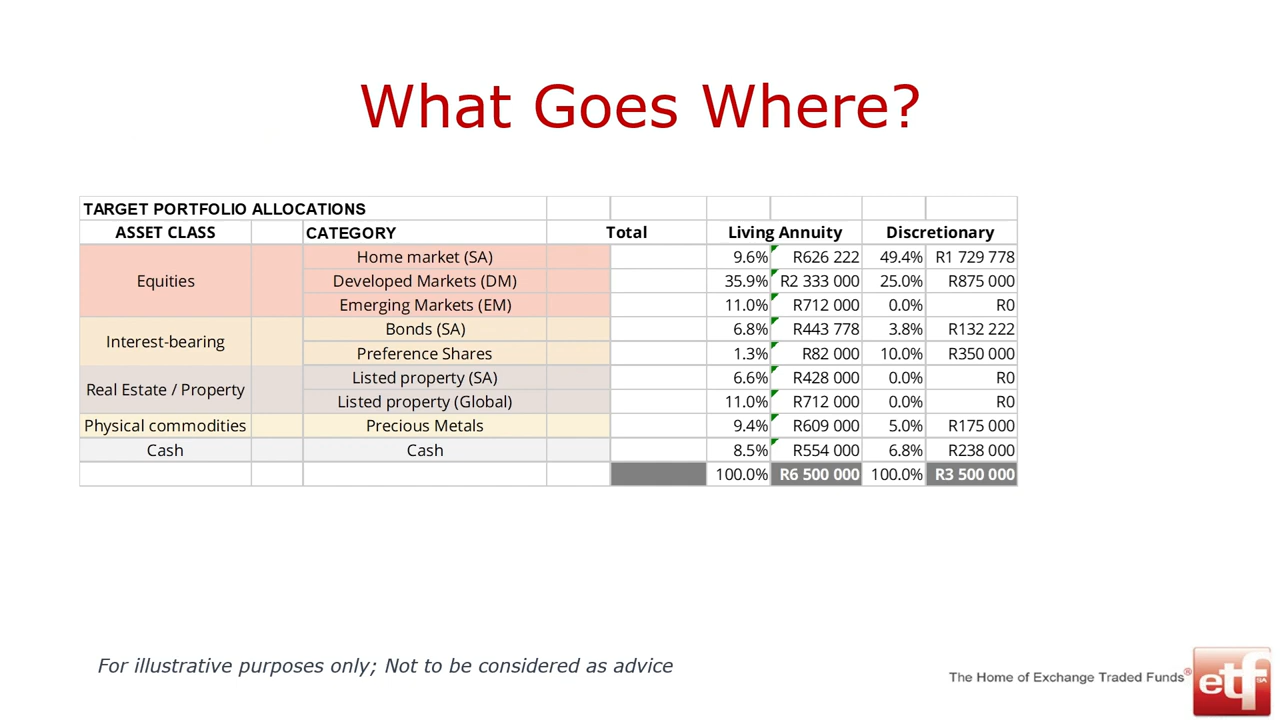 What Goes Where?
TARGET PORTFOLIO ALLOCATIONS
ASSET CLASS CATEGORY Total Living Annuity Discretionary
Equities Home market (SA) 9.6% R626 222 49.4% R1 729 778
Developed Markets (DM) 35.9% R2 333 000 25.0% R875 000
Emerging Markets (EM) 11.0% R712 000 0.0% R0
Interest-bearing Bonds (SA) 6.8% R443 778 3.8% R132 222
Preference Shares 1.3% R82 000 10.0% R350 000
Real Estate / Property Listed property (SA) 6.6% R428 000 0.0% R0
Listed property (Global) 11.0% R712 000 0.0% R0
Physical commodities Precious Metals 9.4% R609 000 5.0% R175 000
Cash Cash 8.5% R554 000 6.8% R238 000
100.0% R6 500 000 100.0% R3 500 000
For illustrative purposes only; Not to be considered as advice
The Home of Exchange Traded Funds® etf SA